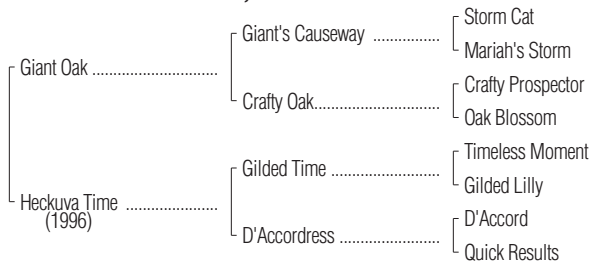 Storm Cat
Giant's Causeway ................
Mariah's Storm
Giant Oak ..............................
Crafty Prospector
Crafty Oak..............................
Oak Blossom
Timeless Moment
Gilded Time ..........................
Gilded Lilly
Heckuva Time ......................
(1996)
D'Accord
D'Accordress ........................
Quick Results